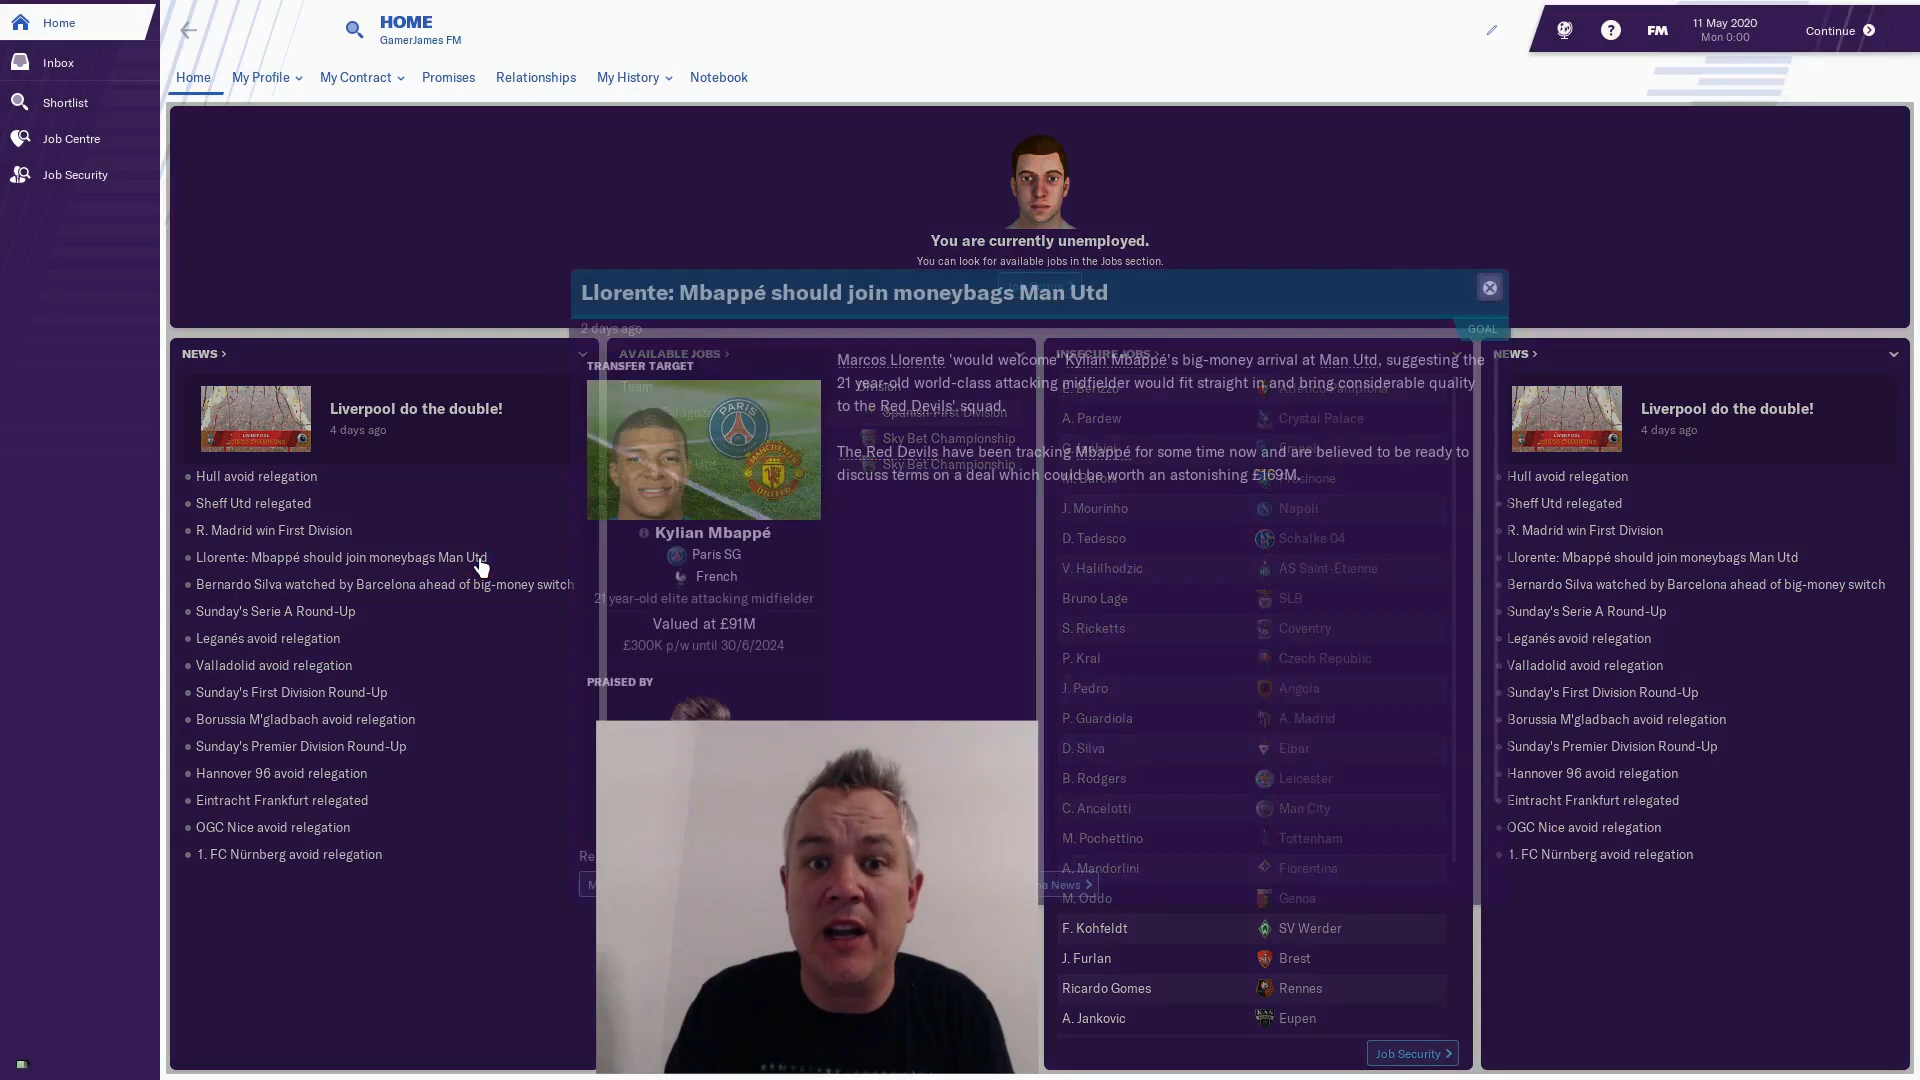 Home
Inbox
Shortlist
Job Centre
Job Security
HOME
GamerJames FM
FM
11 May 2020
Mon 0:00
Continue
Home
My Profile
My Contract
Promises
Relationships
My History
Notebook
You are currently unemployed.
You can look for available jobs in the Jobs section.
Llorente: Mbappé should join moneybags Man Utd
2 days ago
GOAL
TRANSFER TARGET
Marcos Llorente 'would welcome' Kylian Mbappé's big-money arrival at Man Utd, suggesting the
21 year-old world-class attacking midfielder would fit straight in and bring considerable quality
to the Red Devils' squad.
The Red Devils have been tracking Mbappé for some time now and are believed to be ready to
discuss terms on a deal which could be worth an astonishing £169M.
Kylian Mbappé
Paris SG
French
21 year-old elite attacking midfielder
Valued at £91M
£300K p/w until 30/6/2024
PRAISED BY
NEWS >
Liverpool do the double!
4 days ago
Hull avoid relegation
Sheff Utd relegated
R. Madrid win First Division
Llorente: Mbappé should join moneybags Man Utd
Bernardo Silva watched by Barcelona ahead of big-money switch
Sunday's Serie A Round-Up
Leganés avoid relegation
Valladolid avoid relegation
Sunday's First Division Round-Up
Borussia M'gladbach avoid relegation
Sunday's Premier Division Round-Up
Hannover 96 avoid relegation
Eintracht Frankfurt relegated
OGC Nice avoid relegation
1. FC Nürnberg avoid relegation
AVAILABLE JOBS >
Team
Division
Spanish First Division
Sky Bet Championship
Sky Bet Championship
INSECURE JOBS >
A. Pardew Crystal Palace
J. Mourinho Napoli
D. Tedesco Schalke 04
V. Halilhodzic AS Saint-Etienne
Bruno Lage SLB
S. Ricketts Coventry
P. Kral Czech Republic
J. Pedro Angola
P. Guardiola A. Madrid
D. Silva Eibar
B. Rodgers Leicester
C. Ancelotti Man City
M. Pochettino Tottenham
A. Mandorlini Fiorentina
M. Oddo Genoa
F. Kohfeldt SV Werder
J. Furlan Brest
Ricardo Gomes Rennes
A. Jankovic Eupen
Job Security >
News >
NEWS >
Liverpool do the double!
4 days ago
Hull avoid relegation
Sheff Utd relegated
R. Madrid win First Division
Llorente: Mbappé should join moneybags Man Utd
Bernardo Silva watched by Barcelona ahead of big-money switch
Sunday's Serie A Round-Up
Leganés avoid relegation
Valladolid avoid relegation
Sunday's First Division Round-Up
Borussia M'gladbach avoid relegation
Sunday's Premier Division Round-Up
Hannover 96 avoid relegation
Eintracht Frankfurt relegated
OGC Nice avoid relegation
1. FC Nürnberg avoid relegation